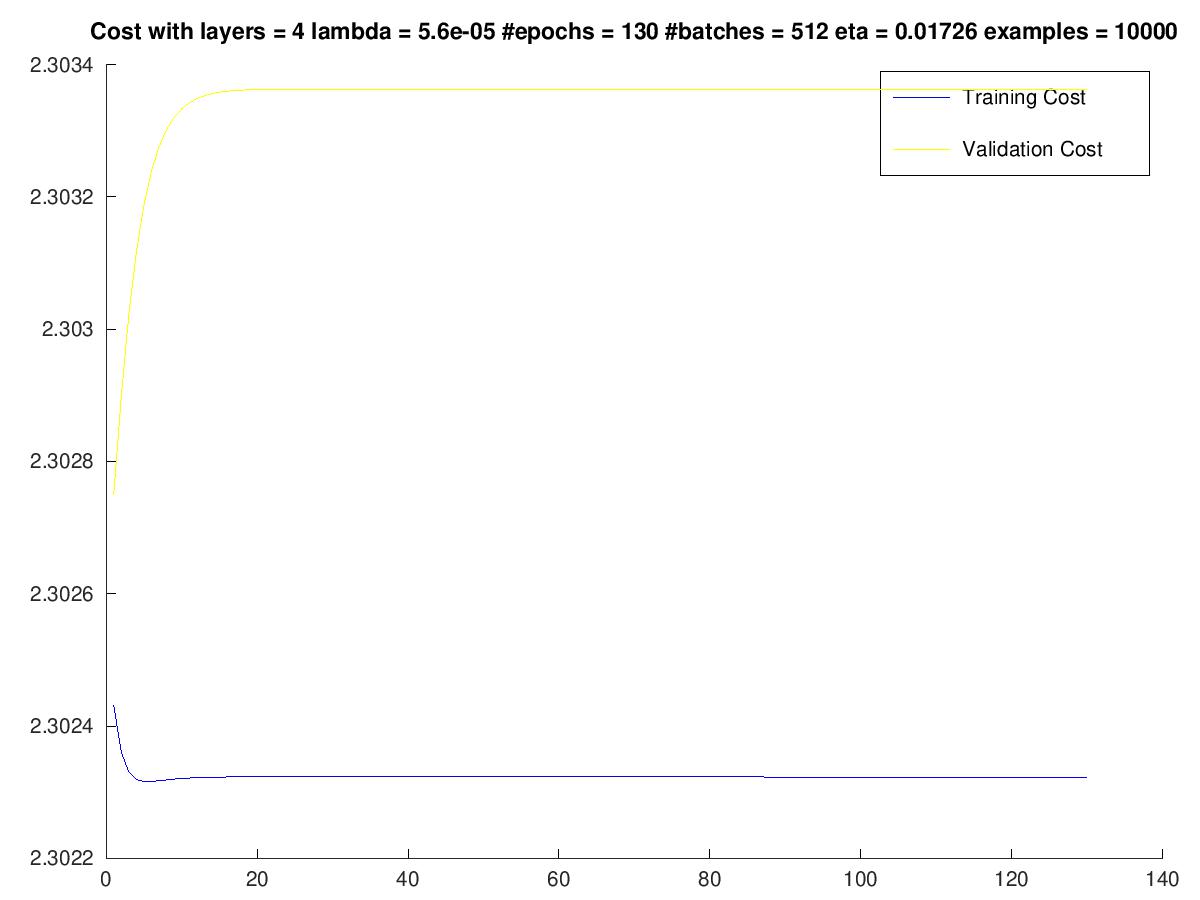 Cost with layers = 4 lambda = 5.6e-05 #epochs = 130 #batches = 512 eta = 0.01726 examples = 10000
2.3034
Training Cost
Validation Cost
2.3032
2.303
2.3028
2.3026
2.3024
2.3022
0 20 40 60 80 100 120 140